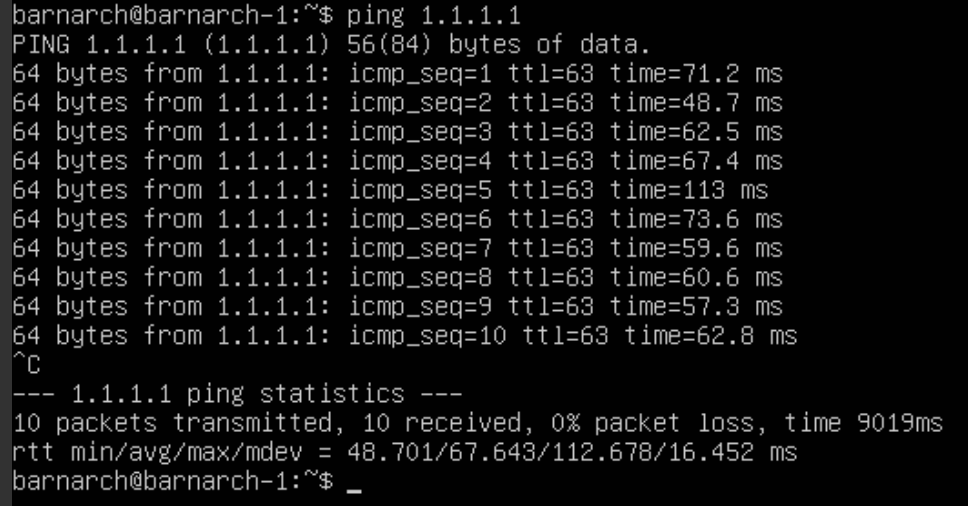 barnarch@barnarch-1:~$ ping 1.1.1.1
PING 1.1.1.1 (1.1.1.1) 56(84) bytes of data.
64 bytes from 1.1.1.1: icmp_seq=1 ttl=63 time=71.2 ms
64 bytes from 1.1.1.1: icmp_seq=2 ttl=63 time=48.7 ms
64 bytes from 1.1.1.1: icmp_seq=3 ttl=63 time=62.5 ms
64 bytes from 1.1.1.1: icmp_seq=4 ttl=63 time=67.4 ms
64 bytes from 1.1.1.1: icmp_seq=5 ttl=63 time=113 ms
64 bytes from 1.1.1.1: icmp_seq=6 ttl=63 time=73.6 ms
64 bytes from 1.1.1.1: icmp_seq=7 ttl=63 time=59.6 ms
64 bytes from 1.1.1.1: icmp_seq=8 ttl=63 time=60.6 ms
64 bytes from 1.1.1.1: icmp_seq=9 ttl=63 time=57.3 ms
64 bytes from 1.1.1.1: icmp_seq=10 ttl=63 time=62.8 ms
^C
--- 1.1.1.1 ping statistics ---
10 packets transmitted, 10 received, 0% packet loss, time 9019ms
rtt min/avg/max/mdev = 48.701/67.643/112.678/16.452 ms
barnarch@barnarch-1:~$ _